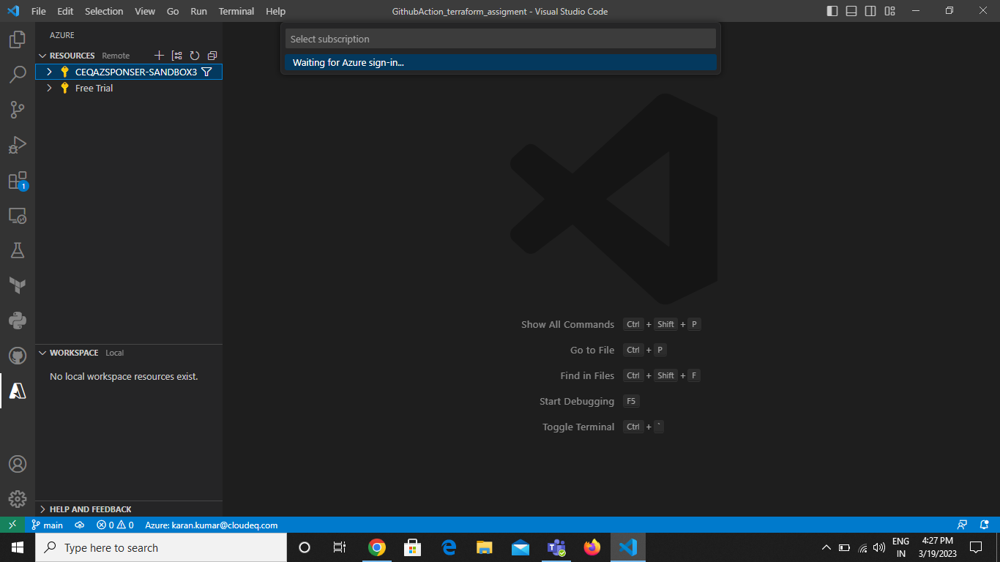 File Edit Selection View Go Run Terminal Help
GithubAction_terraform_assigment - Visual Studio Code
AZURE
RESOURCES Remote
CEQAZSPONSER-SANDBOX3
Free Trial
Select subscription
Waiting for Azure sign-in...
1
Show All Commands Ctrl + Shift + P
Go to File Ctrl + P
Find in Files Ctrl + Shift + F
Start Debugging F5
Toggle Terminal Ctrl + `
WORKSPACE Local
No local workspace resources exist.
HELP AND FEEDBACK
main 0 0 Azure: karan.kumar@cloudeq.com
Type here to search
ENG
IN
4:27 PM
3/19/2023